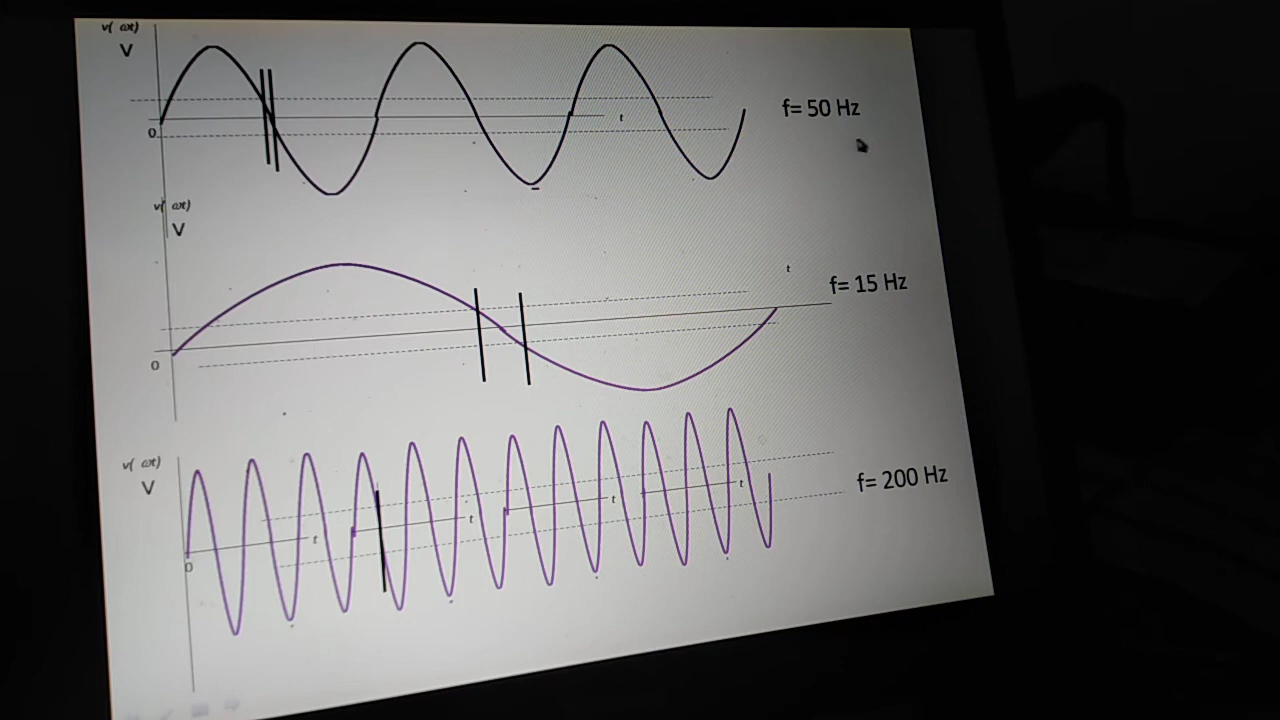 v( ωt)
V
0
t
f= 50 Hz
v( ωt)
V
0
t
f= 15 Hz
v( ωt)
V
0
t
t
t
t
f= 200 Hz